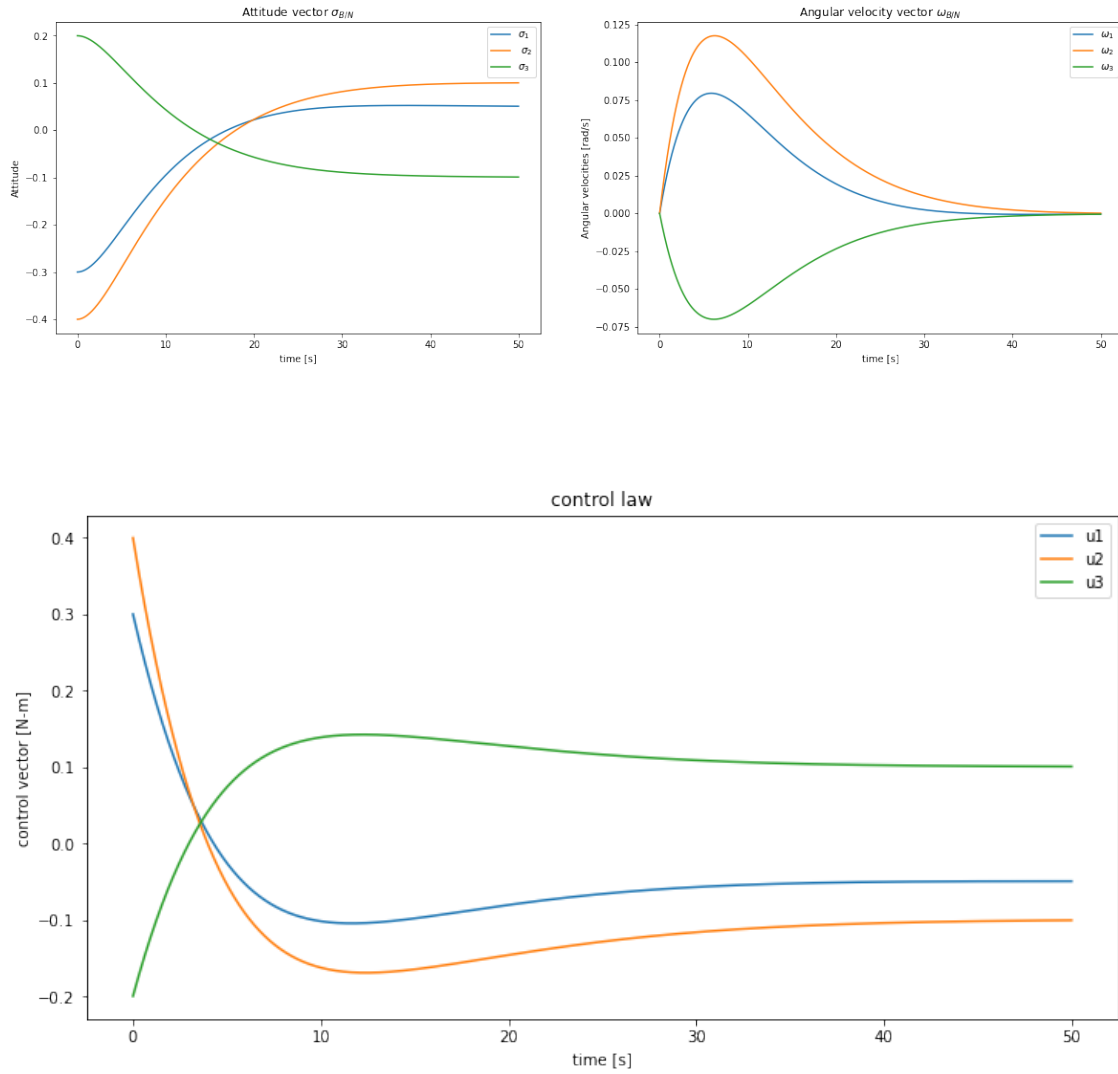 Attitude vector σB/N
σ1
σ2
σ3
0.2
0.1
0.0
−0.1
−0.2
−0.3
−0.4
Attitude
0
10
20
30
40
50
time [s]
Angular velocity vector ωB/N
ω1
ω2
ω3
0.125
0.100
0.075
0.050
0.025
0.000
−0.025
−0.050
−0.075
Angular velocities [rad/s]
0
10
20
30
40
50
time [s]
control law
u1
u2
u3
0.4
0.3
0.2
0.1
0.0
−0.1
−0.2
control vector [N-m]
0
10
20
30
40
50
time [s]